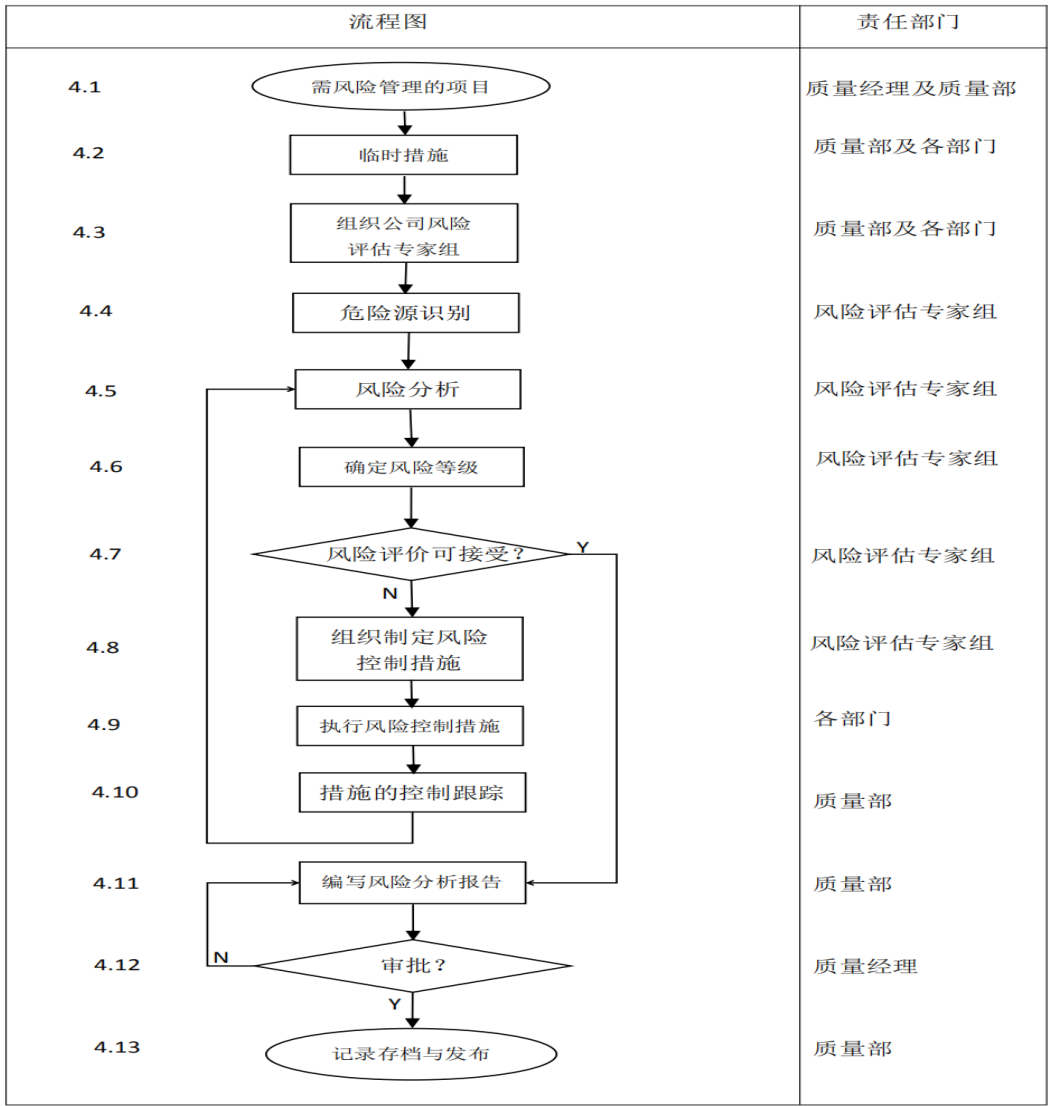 流程图
责任部门
4.1
需风险管理的项目
质量经理及质量部
4.2
临时措施
质量部及各部门
4.3
组织公司风险
评估专家组
质量部及各部门
4.4
危险源识别
风险评估专家组
4.5
风险分析
风险评估专家组
4.6
确定风险等级
风险评估专家组
4.7
风险评价可接受？
Y
风险评估专家组
N
4.8
组织制定风险
控制措施
风险评估专家组
4.9
执行风险控制措施
各部门
4.10
措施的控制跟踪
质量部
4.11
编写风险分析报告
质量部
4.12
N
审批？
质量经理
Y
4.13
记录存档与发布
质量部